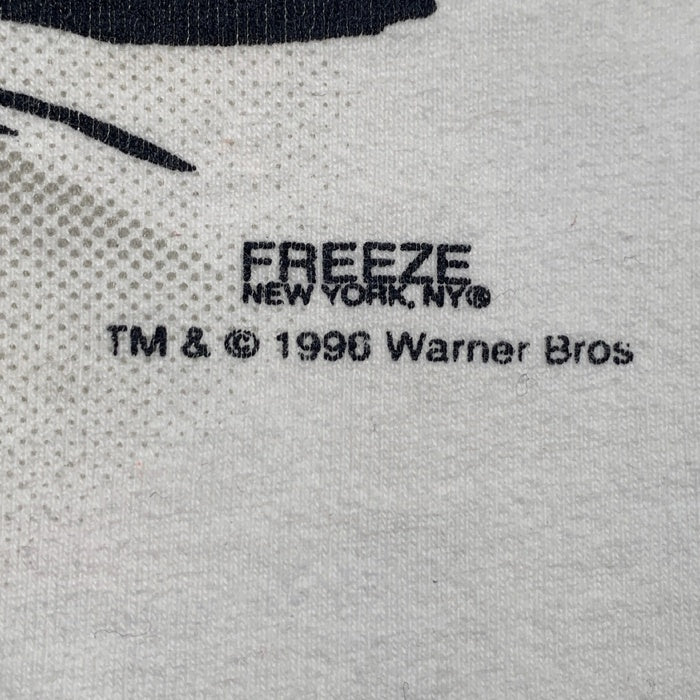 FREEZE
NEW YORK, NY®
TM & © 1996 Warner Bros